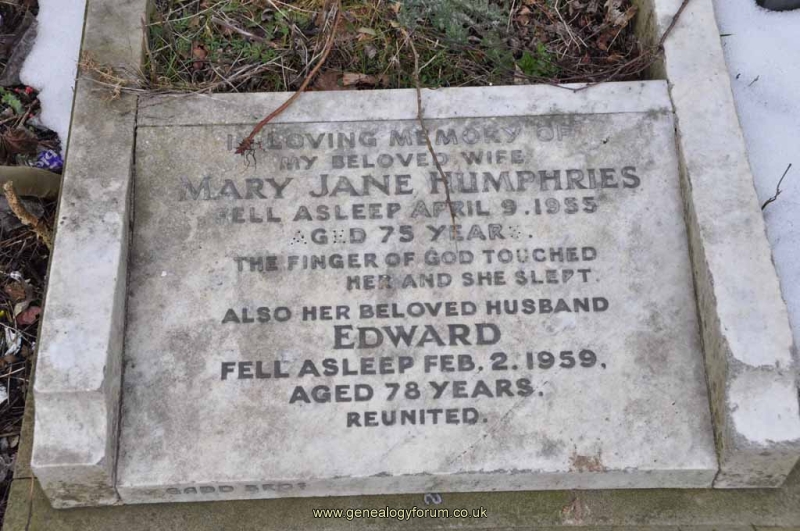 IN LOVING MEMORY OF
MY BELOVED WIFE
MARY JANE HUMPHRIES
FELL ASLEEP APRIL 9. 1955
AGED 75 YEARS.
THE FINGER OF GOD TOUCHED
HER AND SHE SLEPT.
ALSO HER BELOVED HUSBAND
EDWARD
FELL ASLEEP FEB. 2. 1959.
AGED 78 YEARS.
REUNITED.
www.genealogyforum.co.uk